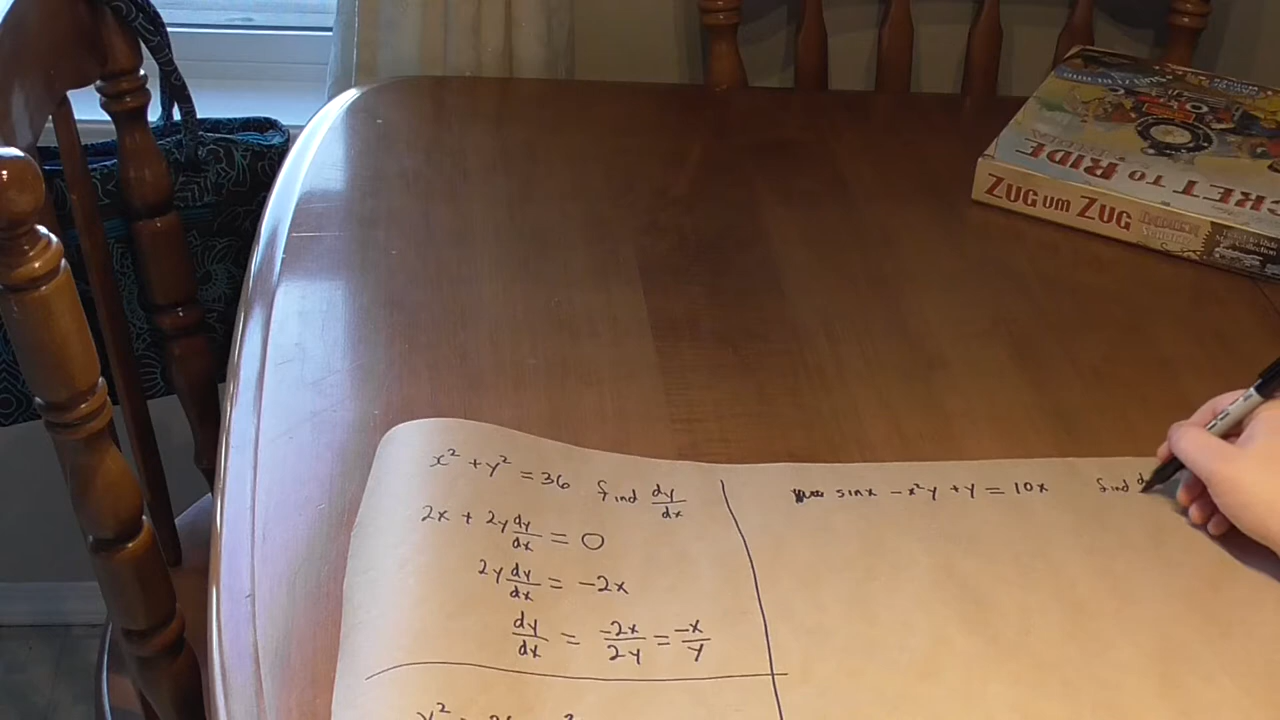 TICKET TO RIDE
ZUG UM ZUG
x² + y² = 36 find dy/dx
2x + 2y dy/dx = 0
2y dy/dx = -2x
dy/dx = -2x/2y = -x/y
sinx - x²y + y = 10x find d